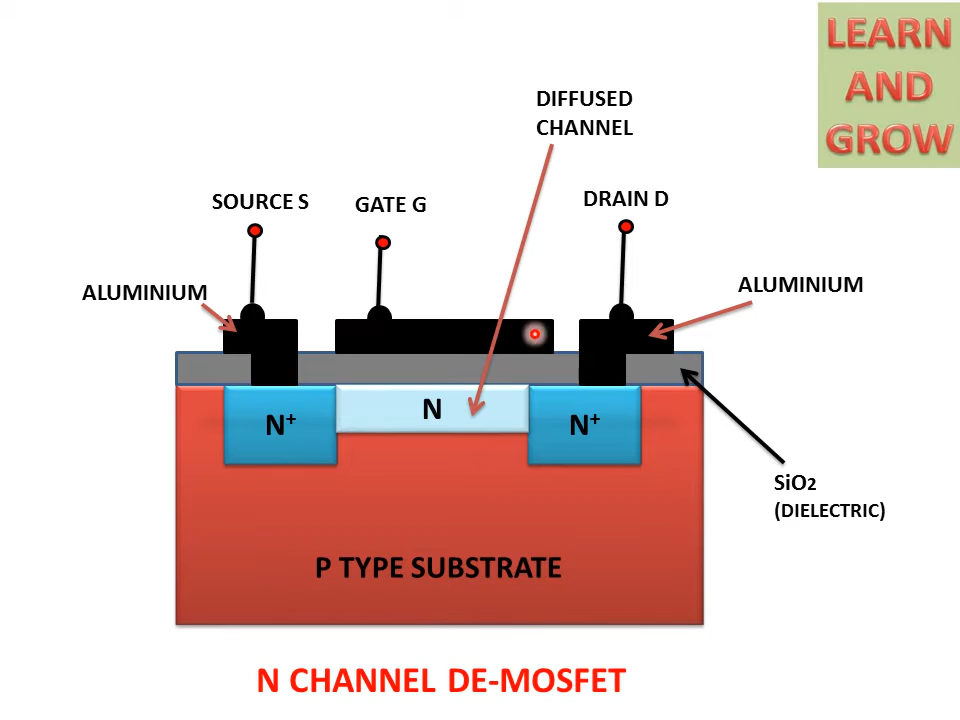 LEARN
AND
GROW
DIFFUSED
CHANNEL
SOURCE S
GATE G
DRAIN D
ALUMINIUM
ALUMINIUM
N⁺
N
N⁺
SiO₂
(DIELECTRIC)
P TYPE SUBSTRATE
N CHANNEL DE-MOSFET